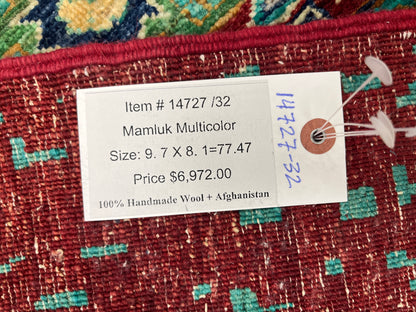 Item # 14727 /32
Mamluk Multicolor
Size: 9. 7 X 8. 1=77.47
Price $6,972.00
100% Handmade Wool + Afghanistan
14727-32